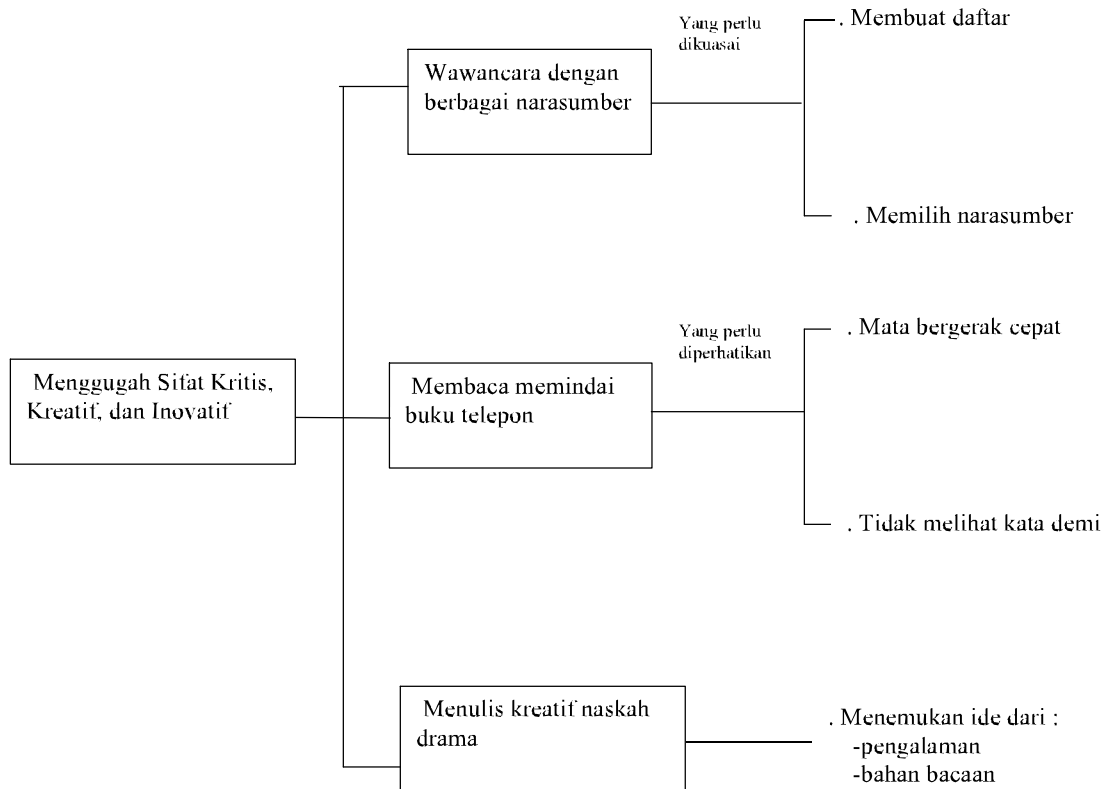 Yang perlu
dikuasai
. Membuat daftar
Wawancara dengan
berbagai narasumber
. Memilih narasumber
Yang perlu
diperhatikan
. Mata bergerak cepat
Menggugah Sifat Kritis,
Kreatif, dan Inovatif
Membaca memindai
buku telepon
. Tidak melihat kata demi
Menulis kreatif naskah
drama
. Menemukan ide dari :
-pengalaman
-bahan bacaan